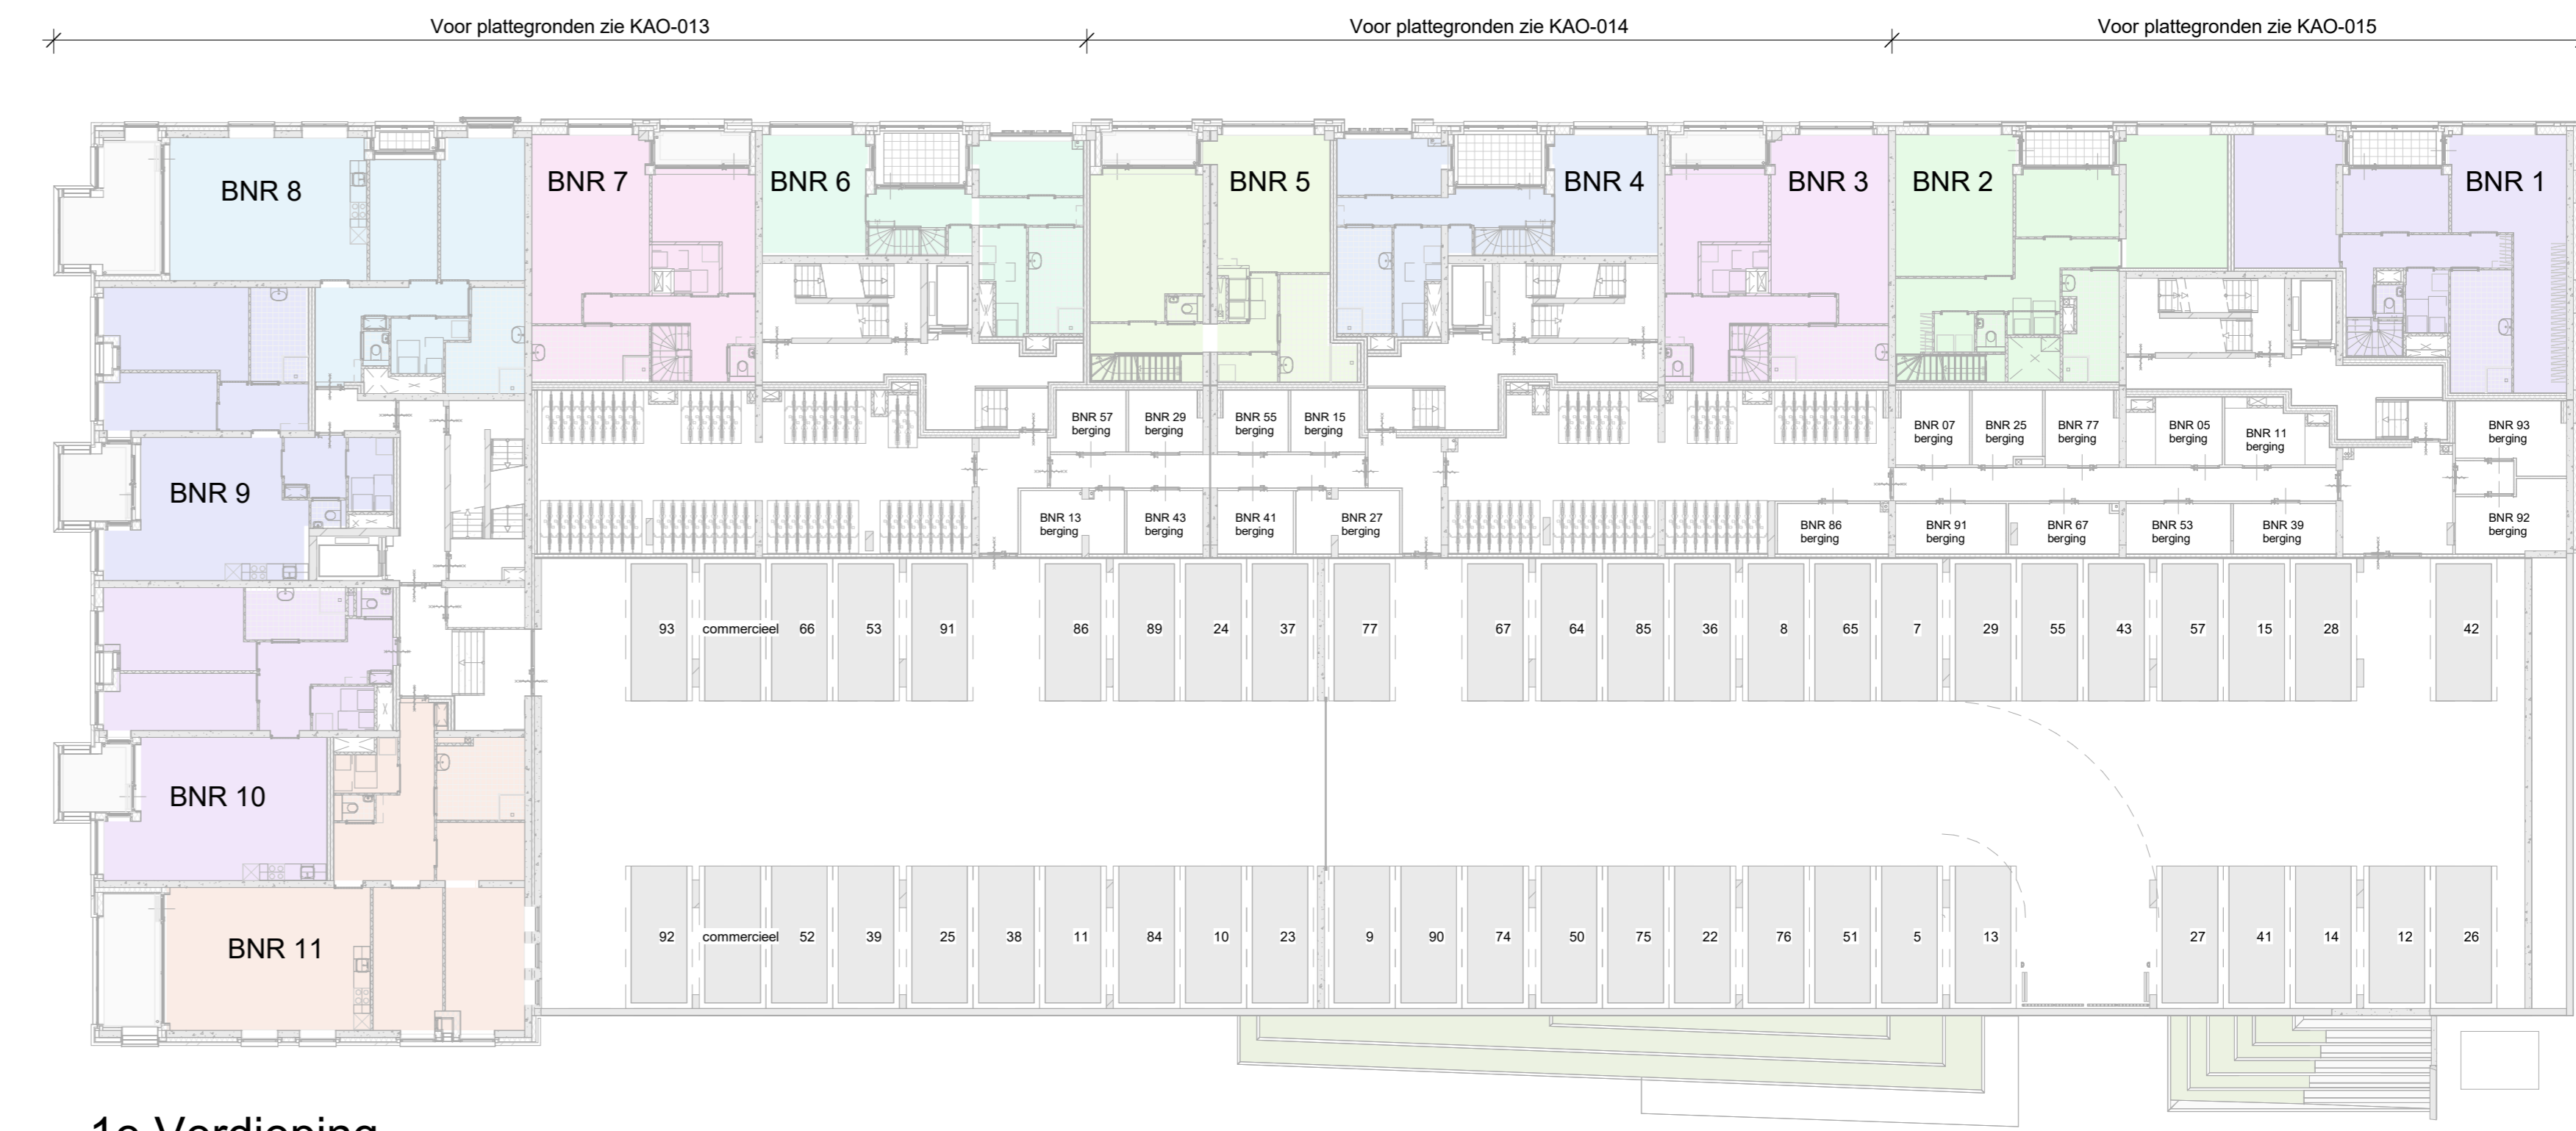 Voor plattegronden zie KAO-013
Voor plattegronden zie KAO-014
Voor plattegronden zie KAO-015
BNR 8
BNR 7
BNR 6
BNR 5
BNR 4
BNR 3
BNR 2
BNR 1
BNR 57
berging
BNR 29
berging
BNR 55
berging
BNR 15
berging
BNR 07
berging
BNR 25
berging
BNR 77
berging
BNR 05
berging
BNR 11
berging
BNR 93
berging
BNR 9
BNR 13
berging
BNR 43
berging
BNR 41
berging
BNR 27
berging
BNR 86
berging
BNR 91
berging
BNR 67
berging
BNR 53
berging
BNR 39
berging
BNR 92
berging
93 commercieel 66 53 91 86 89 24 37 77 67 64 85 36 8 65 7 29 55 43 57 15 28 42
BNR 10
BNR 11
92 commercieel 52 39 25 38 11 84 10 23 9 90 74 50 75 22 76 51 5 13 27 41 14 12 26
1e Verdieping